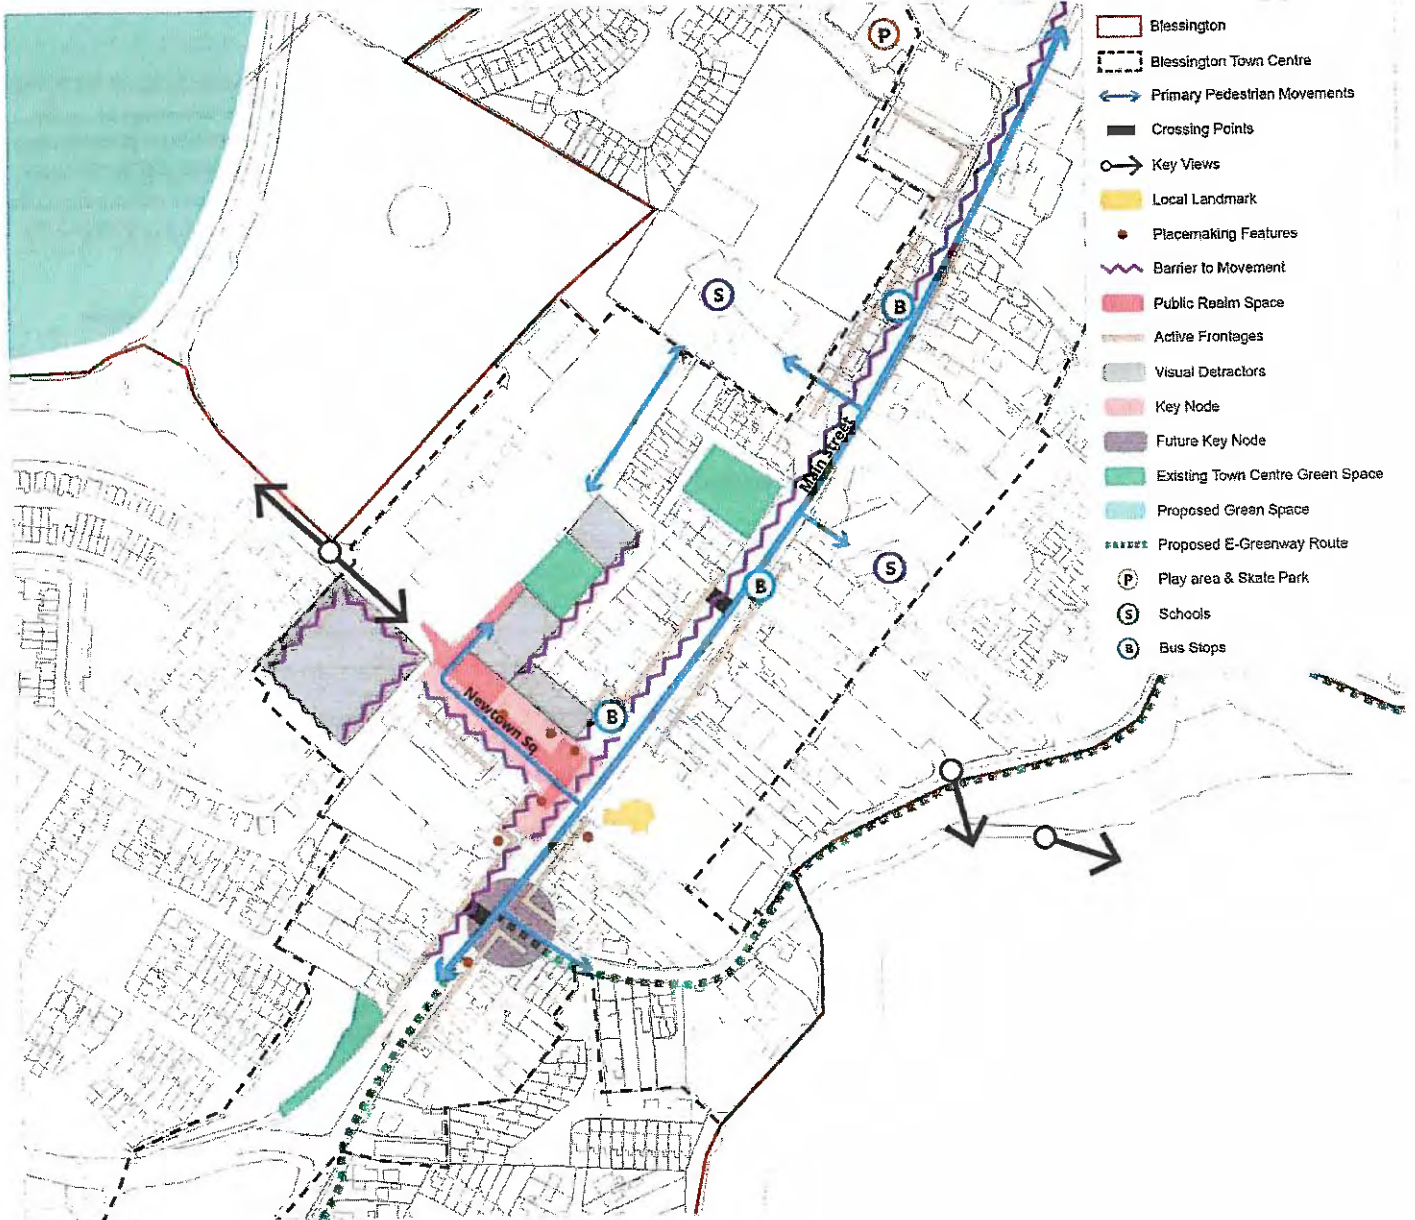 P
Blessington
Blessington Town Centre
Primary Pedestrian Movements
Crossing Points
Key Views
Local Landmark
Placemaking Features
Barrier to Movement
Public Realm Space
Active Frontages
Visual Detractors
Key Node
Future Key Node
Existing Town Centre Green Space
Proposed Green Space
Proposed E-Greenway Route
P Play area & Skate Park
S Schools
B Bus Stops
S
B
Main street
S
B
B
Newtown Sq